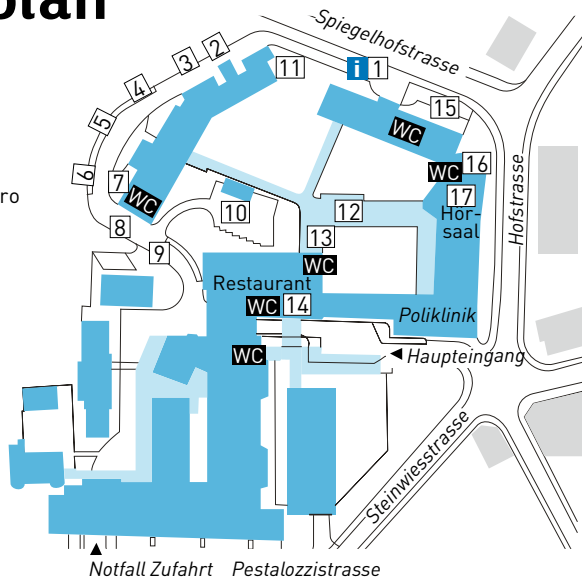 plan
Spiegelhofstrasse
2
3
11
i 1
4
15
5
WC
6
WC 16
7
WC
17
ro
Hör-
saal
Hofstrasse
10
12
8
13
9
WC
Restaurant
WC 14
Poliklinik
WC
Haupteingang
Steinwiesstrasse
Notfall Zufahrt
Pestalozzistrasse